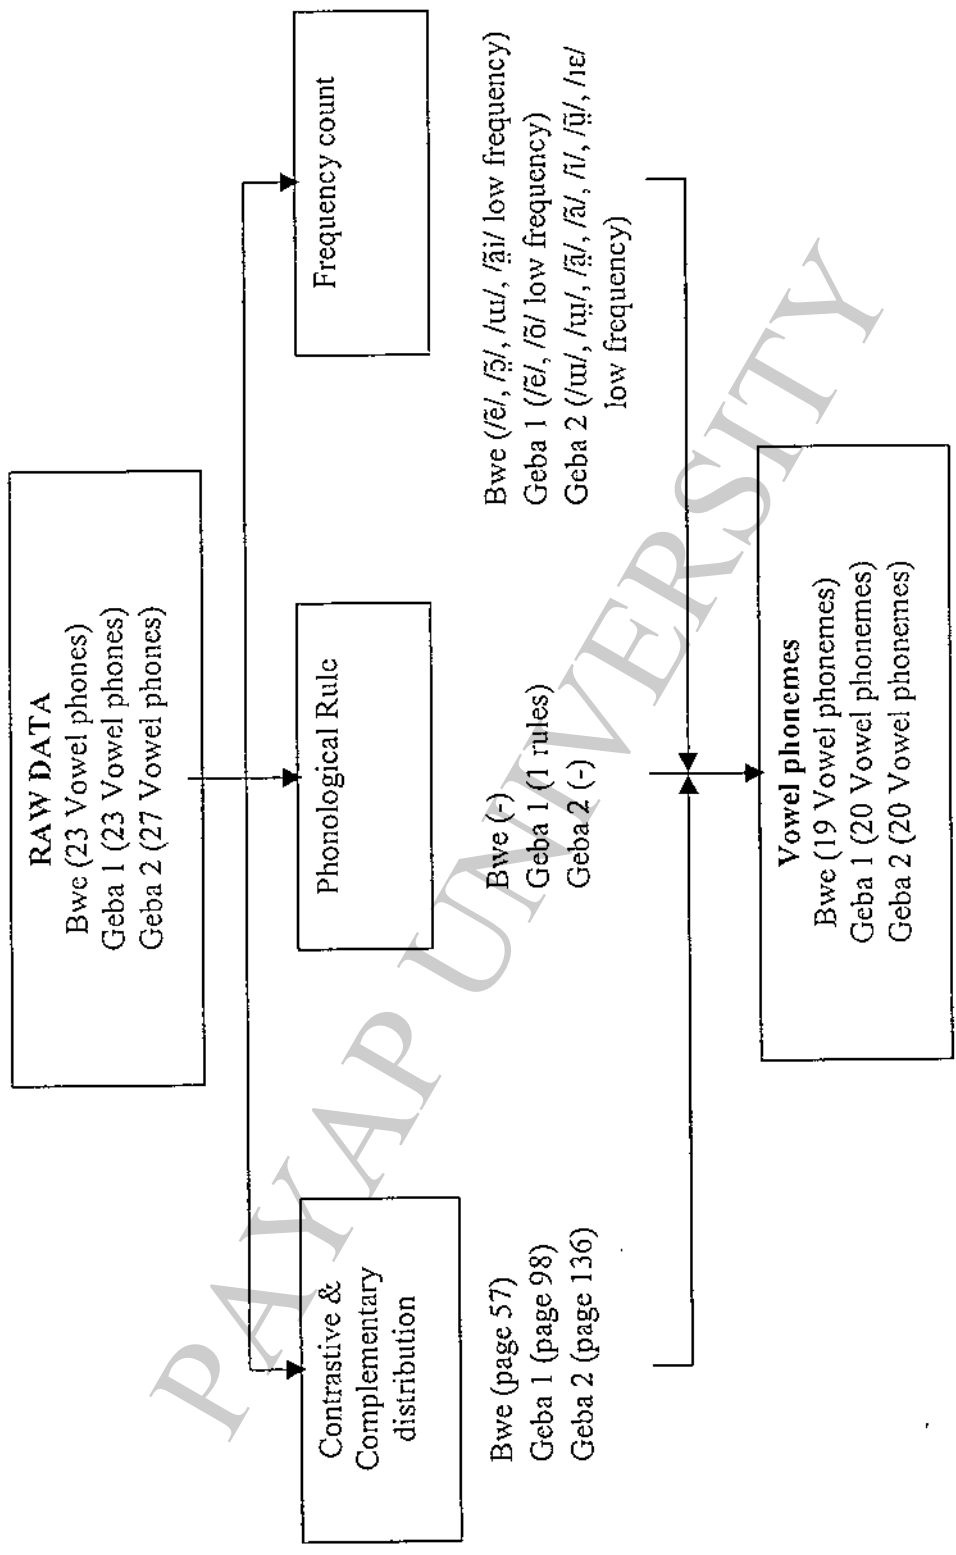 RAW DATA
Bwe (23 Vowel phones)
Geba 1 (23 Vowel phones)
Geba 2 (27 Vowel phones)
Contrastive &
Complementary
distribution
Phonological Rule
Frequency count
Bwe (page 57)
Geba 1 (page 98)
Geba 2 (page 136)
Bwe (-)
Geba 1 (1 rules)
Geba 2 (-)
Bwe (/ẽ/, /ɔ̤̃/, /ɯ/, /ã̤i/ low frequency)
Geba 1 (/ẽ/, /õ/ low frequency)
Geba 2 (/ɯ/, /ɯ̤/, /ã̤/, /ã/, /ĩ/, /ṳ̃/, /ɪɛ/
low frequency)
Vowel phonemes
Bwe (19 Vowel phonemes)
Geba 1 (20 Vowel phonemes)
Geba 2 (20 Vowel phonemes)
PAYAP UNIVERSITY